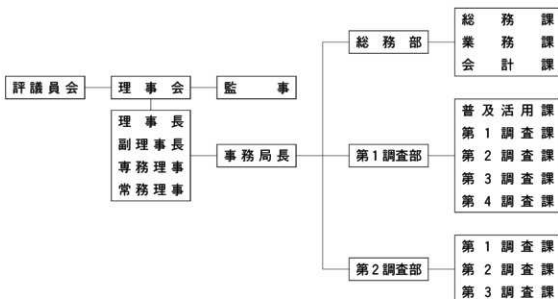 評議員会
理事会
監事
理事長
副理事長
専務理事
常務理事
事務局長
総務部
総務課
業務課
会計課
第1調査部
普及活用課
第1調査課
第2調査課
第3調査課
第4調査課
第2調査部
第1調査課
第2調査課
第3調査課